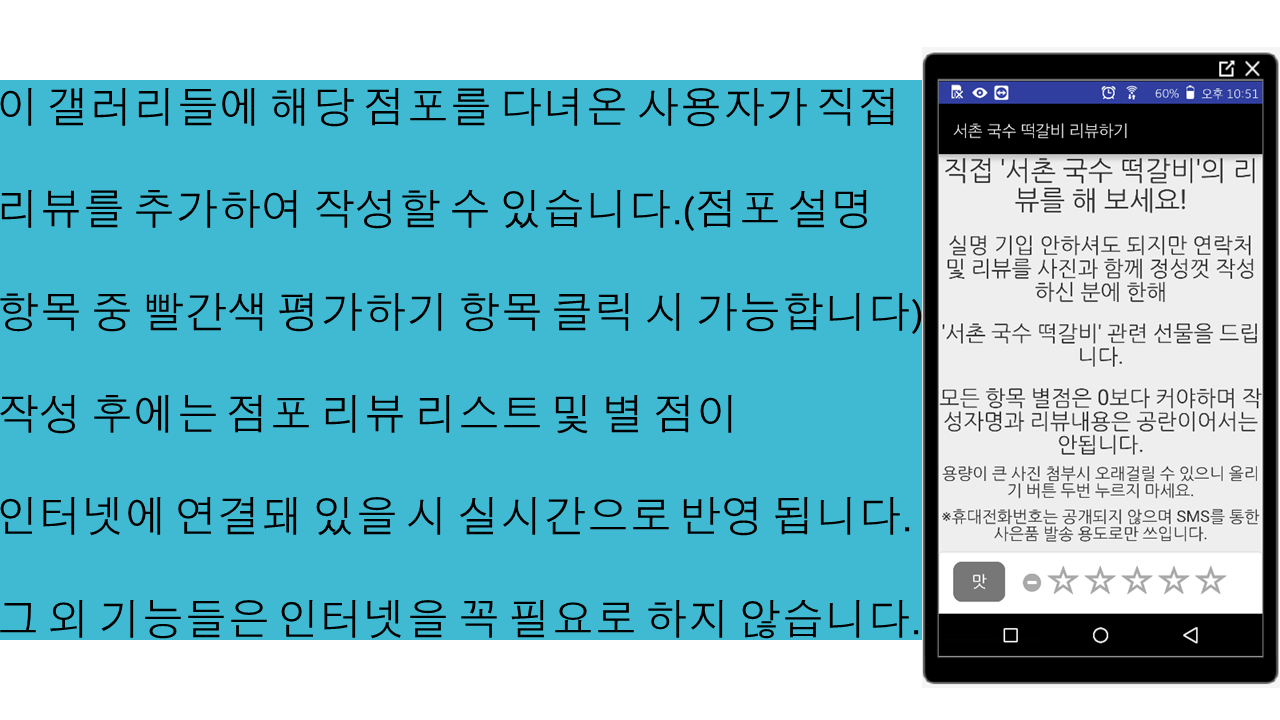 이 갤러리들에 해당 점포를 다녀온 사용자가 직접
리뷰를 추가하여 작성할 수 있습니다.(점포 설명
항목 중 빨간색 평가하기 항목 클릭 시 가능합니다)
작성 후에는 점포 리뷰 리스트 및 별 점이
인터넷에 연결돼 있을 시 실시간으로 반영 됩니다.
그 외 기능들은 인터넷을 꼭 필요로 하지 않습니다.
60% 오후 10:51
서촌 국수 떡갈비 리뷰하기
직접 '서촌 국수 떡갈비'의 리
뷰를 해 보세요!
실명 기입 안하셔도 되지만 연락처
및 리뷰를 사진과 함께 정성껏 작성
하신 분에 한해
'서촌 국수 떡갈비' 관련 선물을 드립
니다.
모든 항목 별점은 0보다 커야하며 작
성자명과 리뷰내용은 공란이어서는
안됩니다.
용량이 큰 사진 첨부시 오래걸릴 수 있으니 올리
기 버튼 두번 누르지 마세요.
※휴대전화번호는 공개되지 않으며 SMS를 통한
사은품 발송 용도로만 쓰입니다.
맛